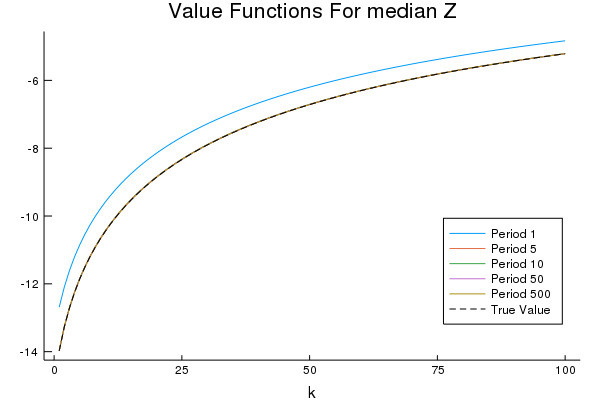 Value Functions For median Z
-6
-8
-10
-12
-14
0
25
50
75
100
k
Period 1
Period 5
Period 10
Period 50
Period 500
True Value